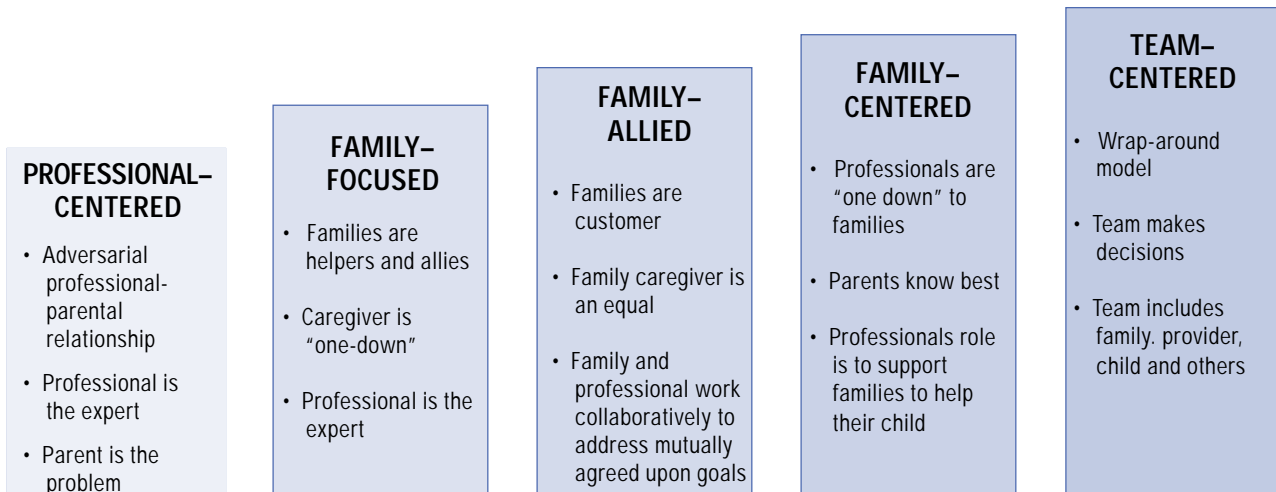 PROFESSIONAL–
CENTERED
• Adversarial
professional-
parental
relationship
• Professional is
the expert
• Parent is the
problem
FAMILY–
FOCUSED
• Families are
helpers and allies
• Caregiver is
“one-down”
• Professional is the
expert
FAMILY–
ALLIED
• Families are
customer
• Family caregiver is
an equal
• Family and
professional work
collaboratively to
address mutually
agreed upon goals
FAMILY–
CENTERED
• Professionals are
“one down” to
families
• Parents know best
• Professionals role
is to support
families to help
their child
TEAM–
CENTERED
• Wrap-around
model
• Team makes
decisions
• Team includes
family. provider,
child and others